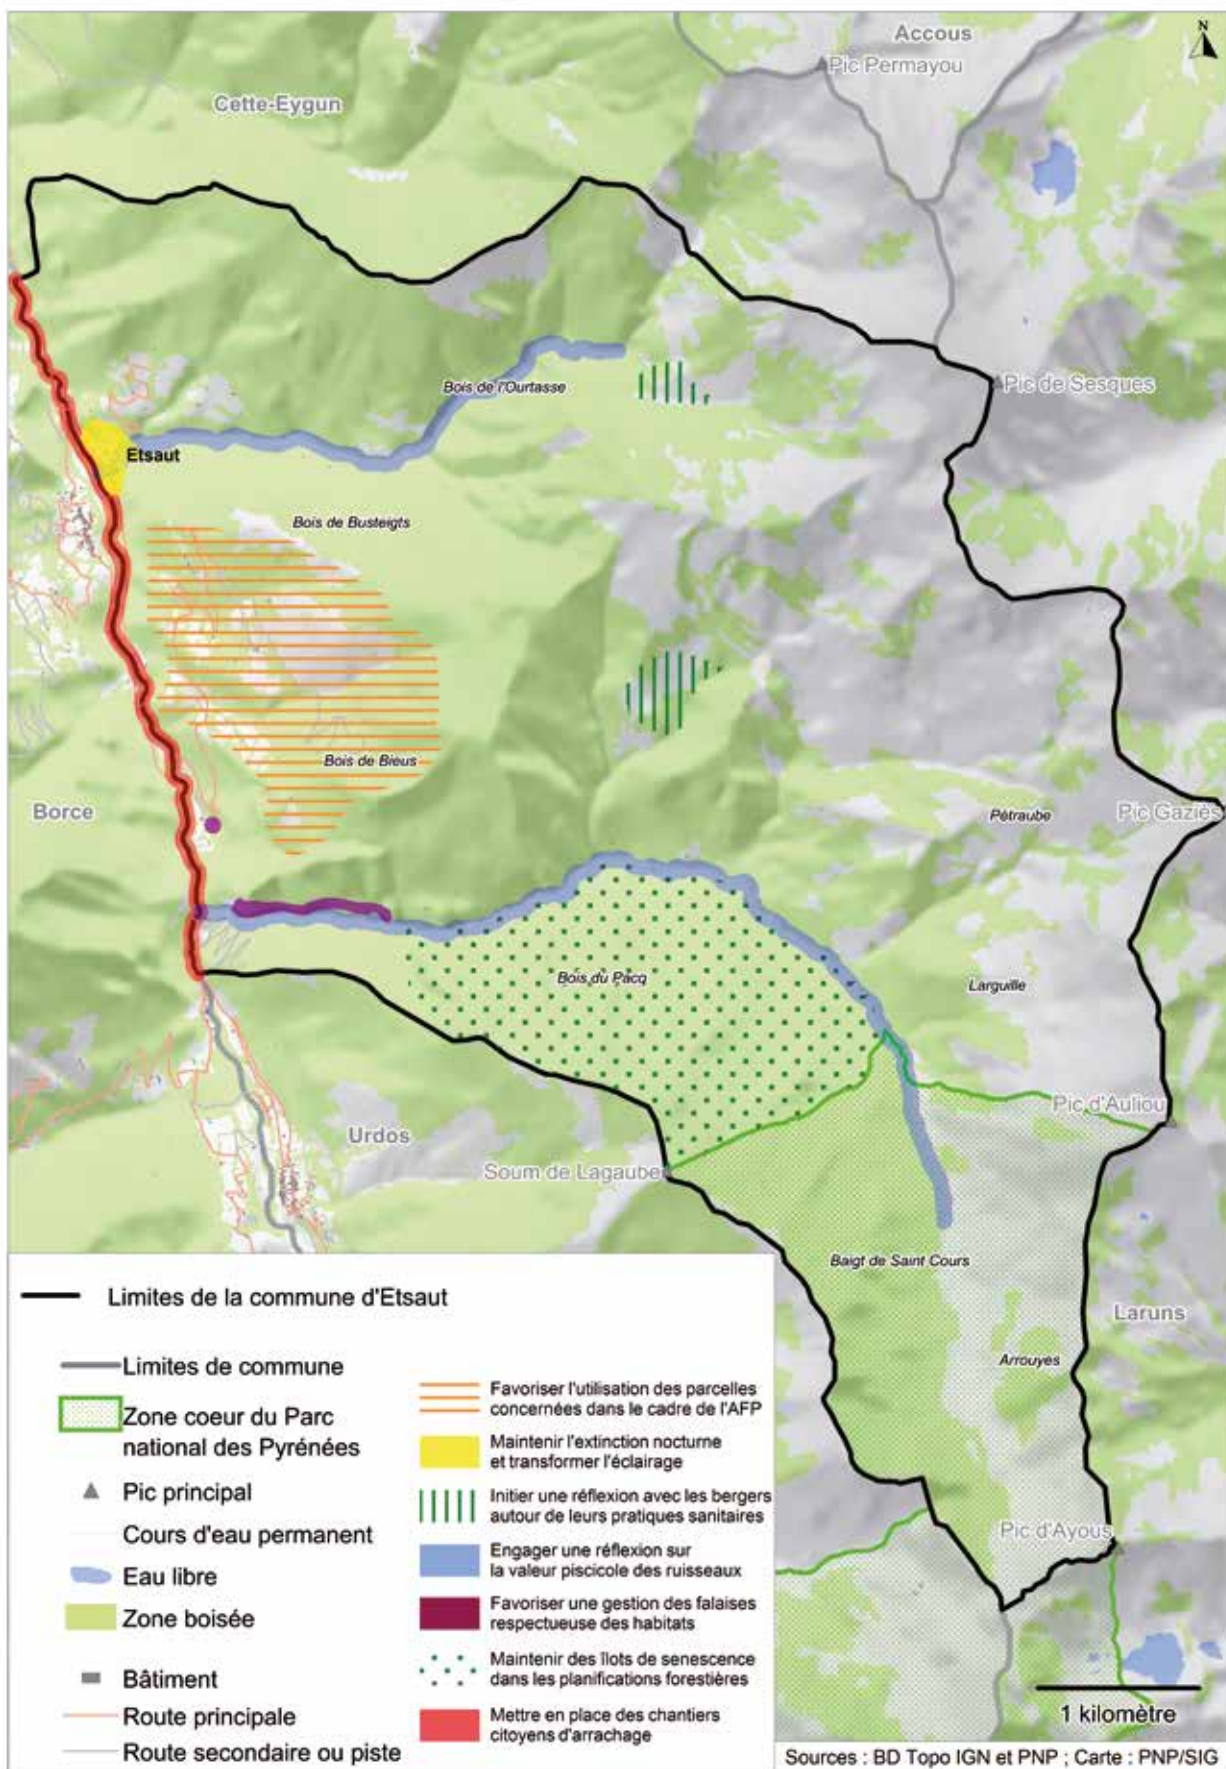 N
Accous
Pic Permayou
Cette-Eygun
Pic de Sesques
Bois de l'Ourtasse
Etsaut
Bois de Busteigts
Bois de Bieus
Borce
Pétraube
Pic Gaziès
Bois du Pacq
Larguille
Pic d'Auliou
Urdos
Soum de Lagaube
Baigt de Saint Cours
Laruns
Arrouyes
Pic d'Ayous
1 kilomètre
Limites de la commune d'Etsaut
Limites de commune
Zone coeur du Parc
national des Pyrénées
Pic principal
Cours d'eau permanent
Eau libre
Zone boisée
Bâtiment
Route principale
Route secondaire ou piste
Favoriser l'utilisation des parcelles
concernées dans le cadre de l'AFP
Maintenir l'extinction nocturne
et transformer l'éclairage
Initier une réflexion avec les bergers
autour de leurs pratiques sanitaires
Engager une réflexion sur
la valeur piscicole des ruisseaux
Favoriser une gestion des falaises
respectueuse des habitats
Maintenir des îlots de senescence
dans les planifications forestières
Mettre en place des chantiers
citoyens d'arrachage
Sources : BD Topo IGN et PNP ; Carte : PNP/SIG